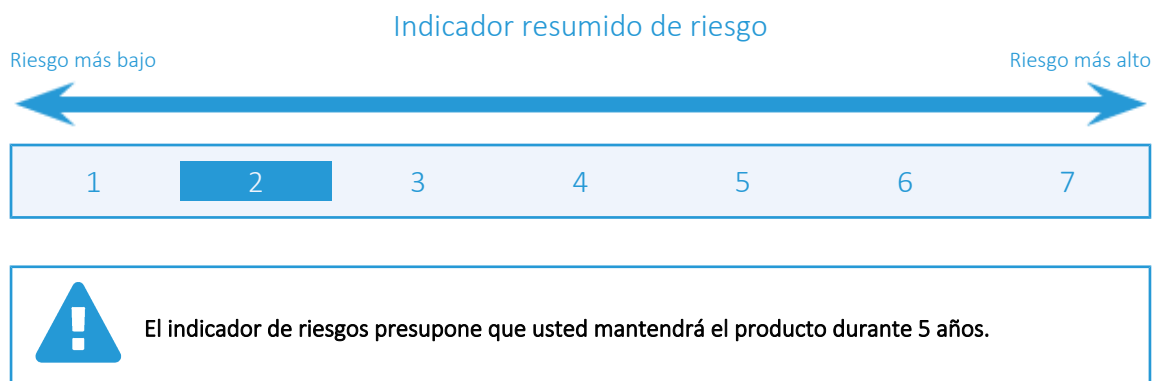 Indicador resumido de riesgo
Riesgo más bajo
Riesgo más alto
1 2 3 4 5 6 7
El indicador de riesgos presupone que usted mantendrá el producto durante 5 años.